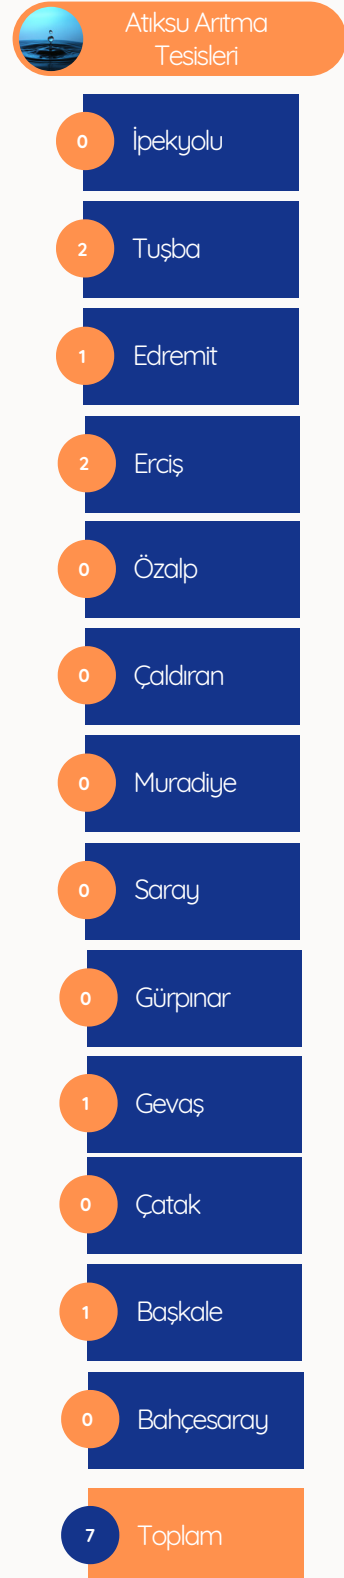 Atıksu Arıtma
Tesisleri
0 İpekyolu
2 Tuşba
1 Edremit
2 Erciş
0 Özalp
0 Çaldıran
0 Muradiye
0 Saray
0 Gürpınar
1 Gevaş
0 Çatak
1 Başkale
0 Bahçesaray
7 Toplam